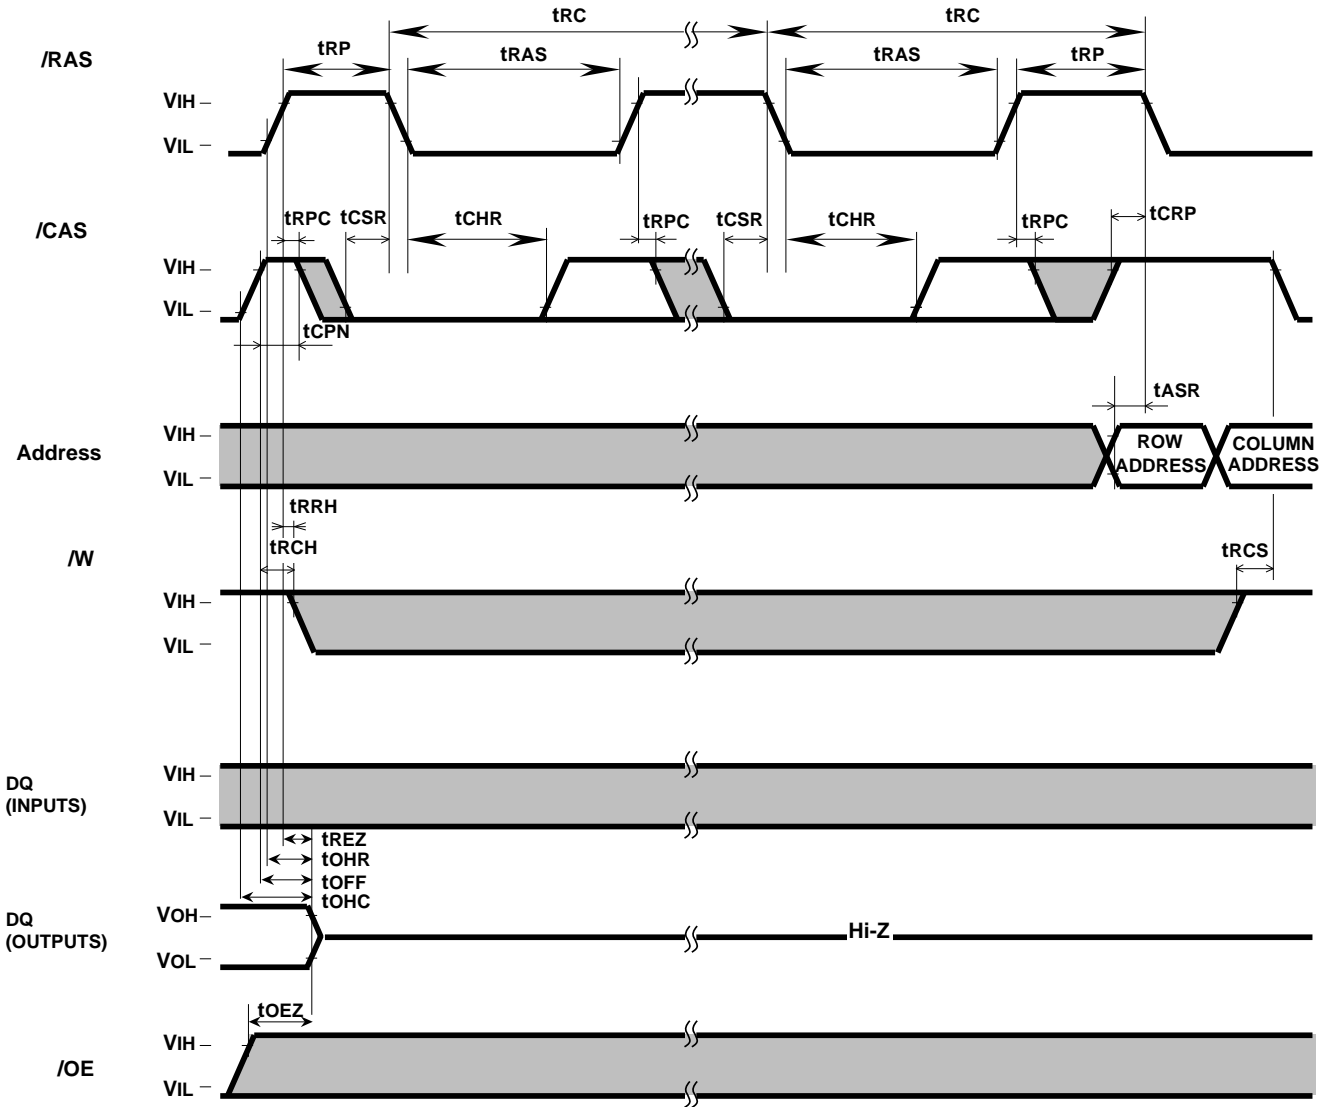 tRC tRC
tRP tRAS tRAS tRP
/RAS
VIH
VIL
tRPC tCSR tCHR tRPC tCSR tCHR tRPC tCRP
/CAS
VIH
VIL
tCPN
tASR
Address
VIH
VIL
ROW
ADDRESS
COLUMN
ADDRESS
tRRH
tRCH
tRCS
/W
VIH
VIL
DQ
(INPUTS)
VIH
VIL
tREZ
tOHR
tOFF
tOHC
DQ
(OUTPUTS)
VOH
VOL
Hi-Z
tOEZ
/OE
VIH
VIL